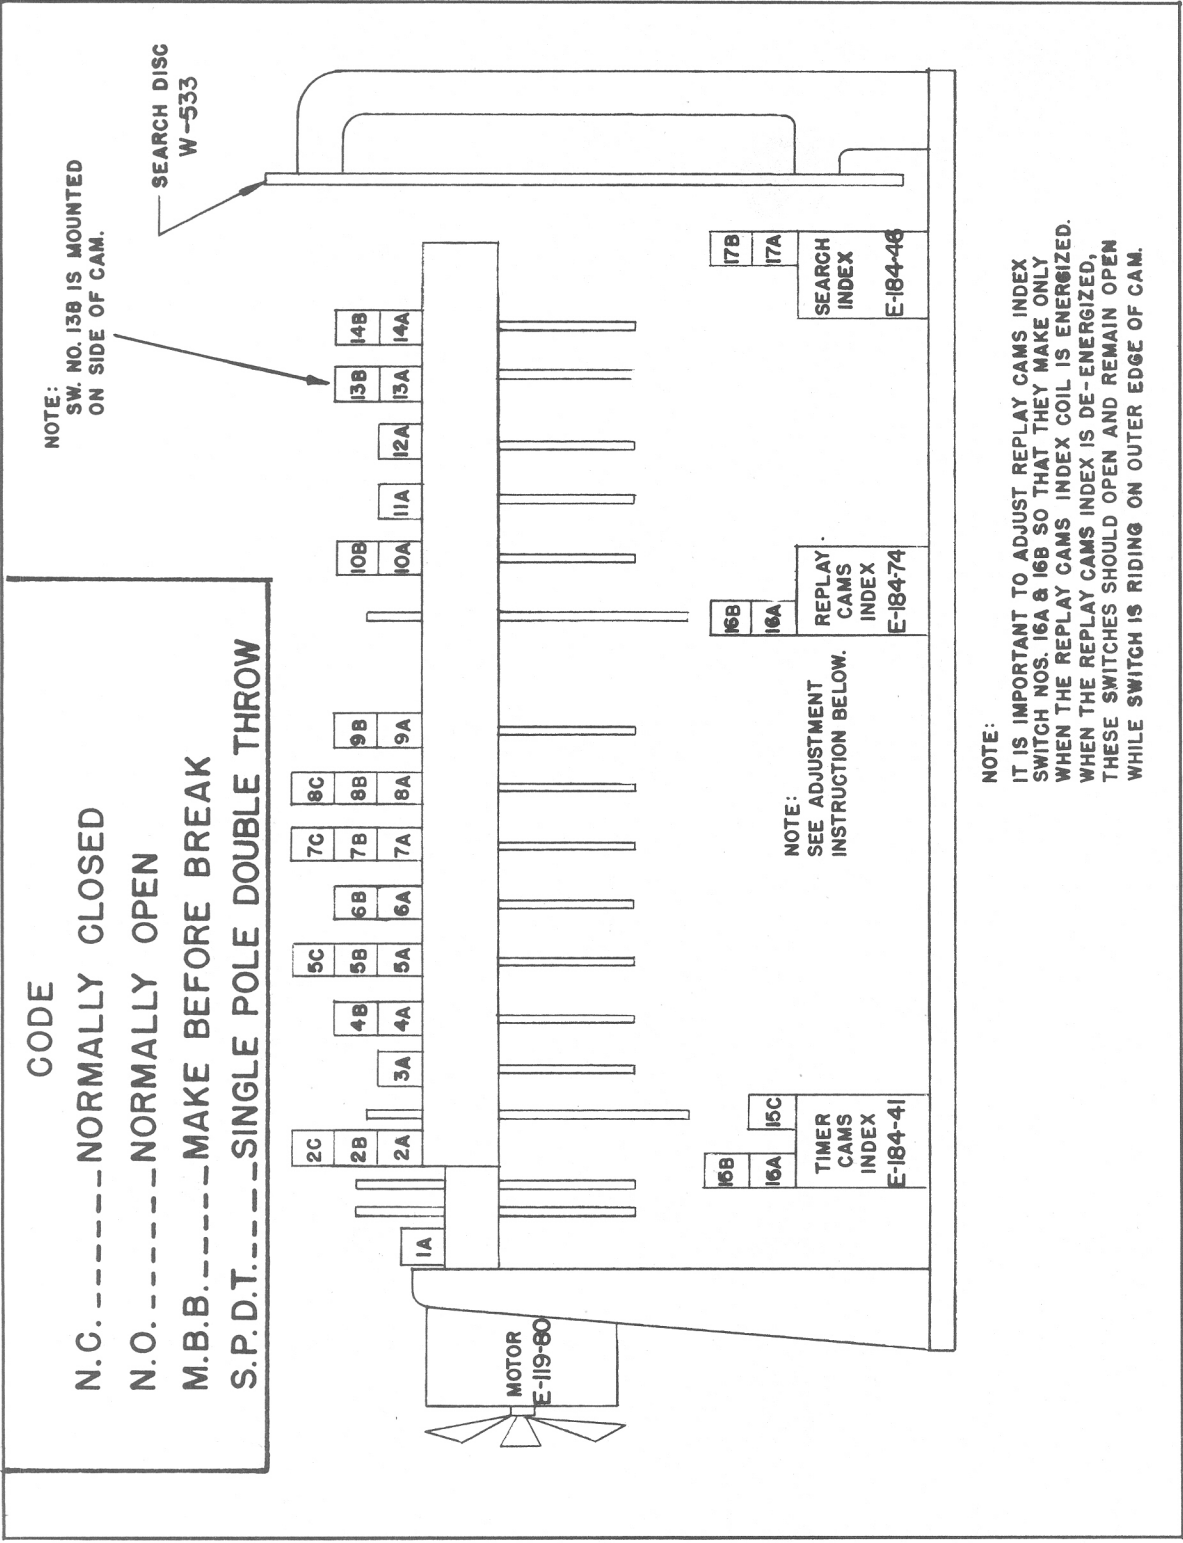 CODE
N.C.------NORMALLY CLOSED
N.O.------NORMALLY OPEN
M.B.B.-----MAKE BEFORE BREAK
S.P.D.T.----SINGLE POLE DOUBLE THROW
NOTE:
SW. NO. 13B IS MOUNTED
ON SIDE OF CAM.
SEARCH DISC
W-533
1A
2C
2B
2A
3A
4B
4A
5C
5B
5A
6B
6A
7C
7B
7A
8C
8B
8A
9B
9A
10B
10A
11A
12A
13B
13A
14B
14A
MOTOR
E-119-80
16B
16A
15C
TIMER
CAMS
INDEX
E-184-41
NOTE:
SEE ADJUSTMENT
INSTRUCTION BELOW.
16B
16A
REPLAY
CAMS
INDEX
E-184-74
17B
17A
SEARCH
INDEX
E-184-46
NOTE:
IT IS IMPORTANT TO ADJUST REPLAY CAMS INDEX
SWITCH NOS. 16A & 16B SO THAT THEY MAKE ONLY
WHEN THE REPLAY CAMS INDEX COIL IS ENERGIZED.
WHEN THE REPLAY CAMS INDEX IS DE-ENERGIZED,
THESE SWITCHES SHOULD OPEN AND REMAIN OPEN
WHILE SWITCH IS RIDING ON OUTER EDGE OF CAM.